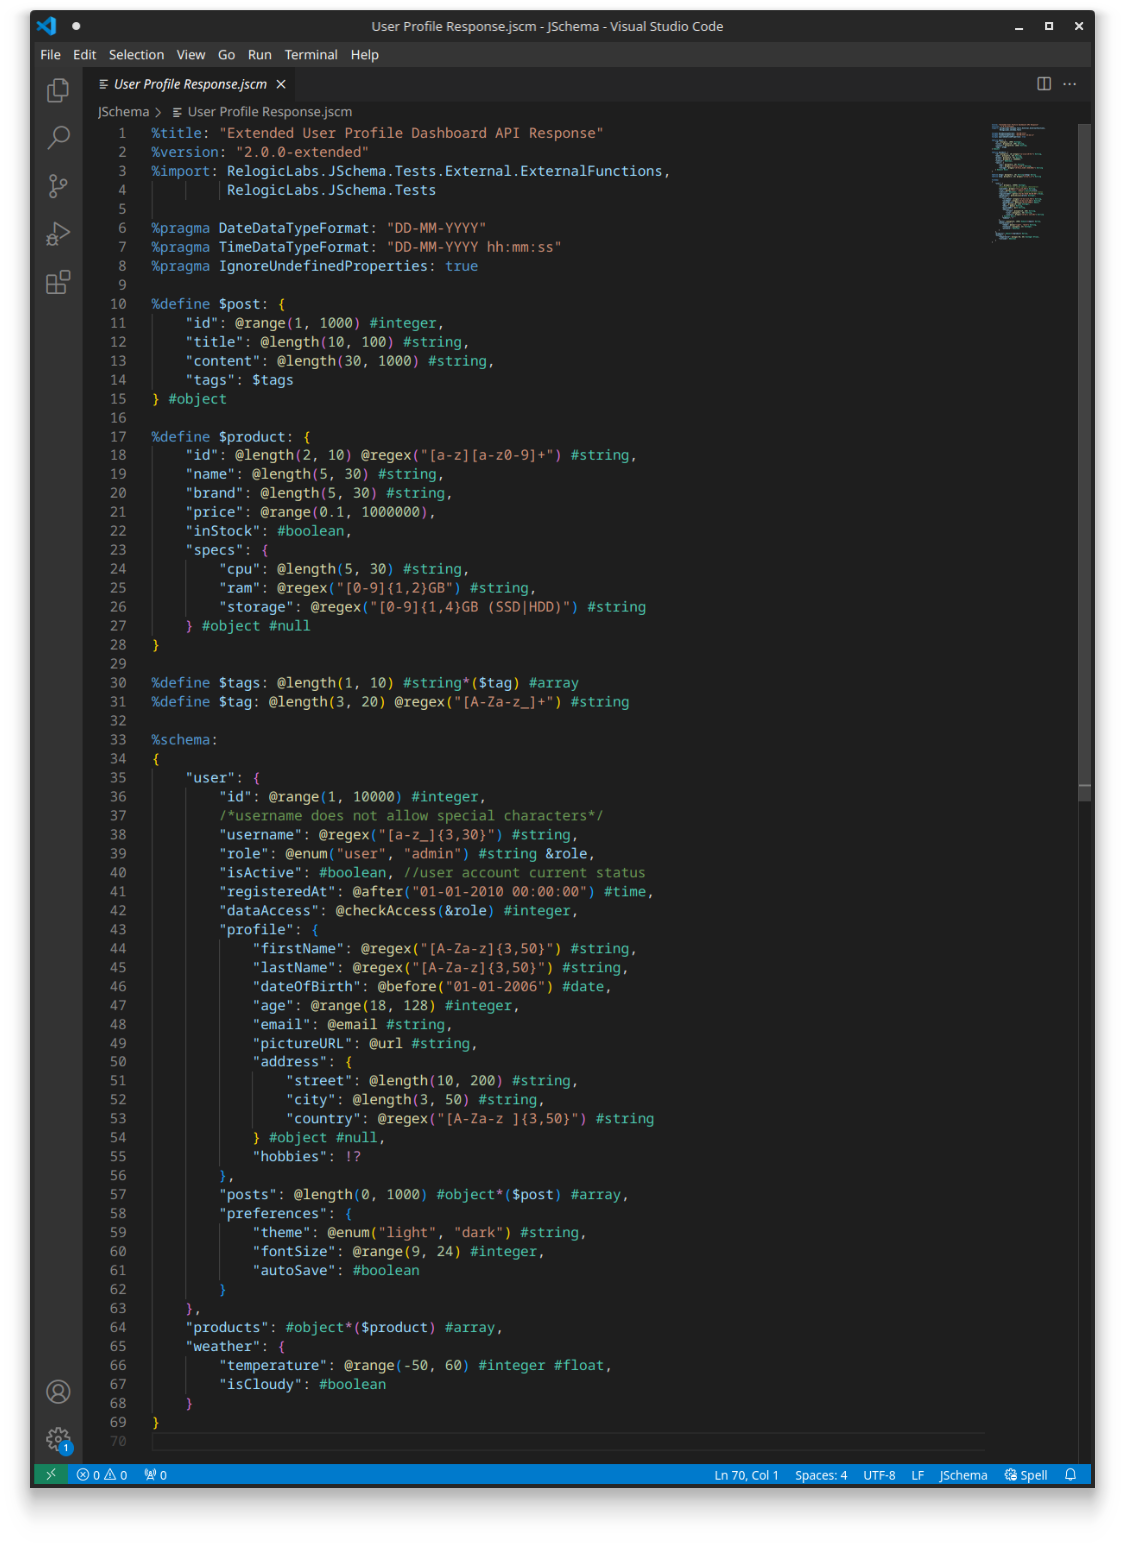 User Profile Response.jscm - JSchema - Visual Studio Code
File Edit Selection View Go Run Terminal Help
User Profile Response.jscm
JSchema > User Profile Response.jscm
1 %title: "Extended User Profile Dashboard API Response"
2 %version: "2.0.0-extended"
3 %import: RelogicLabs.JSchema.Tests.External.ExternalFunctions,
4         RelogicLabs.JSchema.Tests
5
6 %pragma DateDataTypeFormat: "DD-MM-YYYY"
7 %pragma TimeDataTypeFormat: "DD-MM-YYYY hh:mm:ss"
8 %pragma IgnoreUndefinedProperties: true
9
10 %define $post: {
11     "id": @range(1, 1000) #integer,
12     "title": @length(10, 100) #string,
13     "content": @length(30, 1000) #string,
14     "tags": $tags
15 } #object
16
17 %define $product: {
18     "id": @length(2, 10) @regex("[a-z][a-z0-9]+") #string,
19     "name": @length(5, 30) #string,
20     "brand": @length(5, 30) #string,
21     "price": @range(0.1, 1000000),
22     "inStock": #boolean,
23     "specs": {
24         "cpu": @length(5, 30) #string,
25         "ram": @regex("[0-9]{1,2}GB") #string,
26         "storage": @regex("[0-9]{1,4}GB (SSD|HDD)") #string
27     } #object #null
28 }
29
30 %define $tags: @length(1, 10) #string*($tag) #array
31 %define $tag: @length(3, 20) @regex("[A-Za-z_]+") #string
32
33 %schema:
34 {
35     "user": {
36         "id": @range(1, 10000) #integer,
37         /*username does not allow special characters*/
38         "username": @regex("[a-z_]{3,30}") #string,
39         "role": @enum("user", "admin") #string &role,
40         "isActive": #boolean, //user account current status
41         "registeredAt": @after("01-01-2010 00:00:00") #time,
42         "dataAccess": @checkAccess(&role) #integer,
43         "profile": {
44             "firstName": @regex("[A-Za-z]{3,50}") #string,
45             "lastName": @regex("[A-Za-z]{3,50}") #string,
46             "dateOfBirth": @before("01-01-2006") #date,
47             "age": @range(18, 128) #integer,
48             "email": @email #string,
49             "pictureURL": @url #string,
50             "address": {
51                 "street": @length(10, 200) #string,
52                 "city": @length(3, 50) #string,
53                 "country": @regex("[A-Za-z ]{3,50}") #string
54             } #object #null,
55             "hobbies": !?
56         },
57         "posts": @length(0, 1000) #object*($post) #array,
58         "preferences": {
59             "theme": @enum("light", "dark") #string,
60             "fontSize": @range(9, 24) #integer,
61             "autoSave": #boolean
62         }
63     },
64     "products": #object*($product) #array,
65     "weather": {
66         "temperature": @range(-50, 60) #integer #float,
67         "isCloudy": #boolean
68     }
69 }
70
1
0 0 0 Ln 70, Col 1 Spaces: 4 UTF-8 LF JSchema Spell